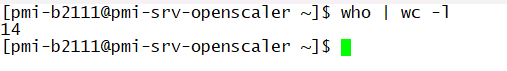 [pmi-b2111@pmi-srv-openscaler ~]$ who | wc -l
14
[pmi-b2111@pmi-srv-openscaler ~]$